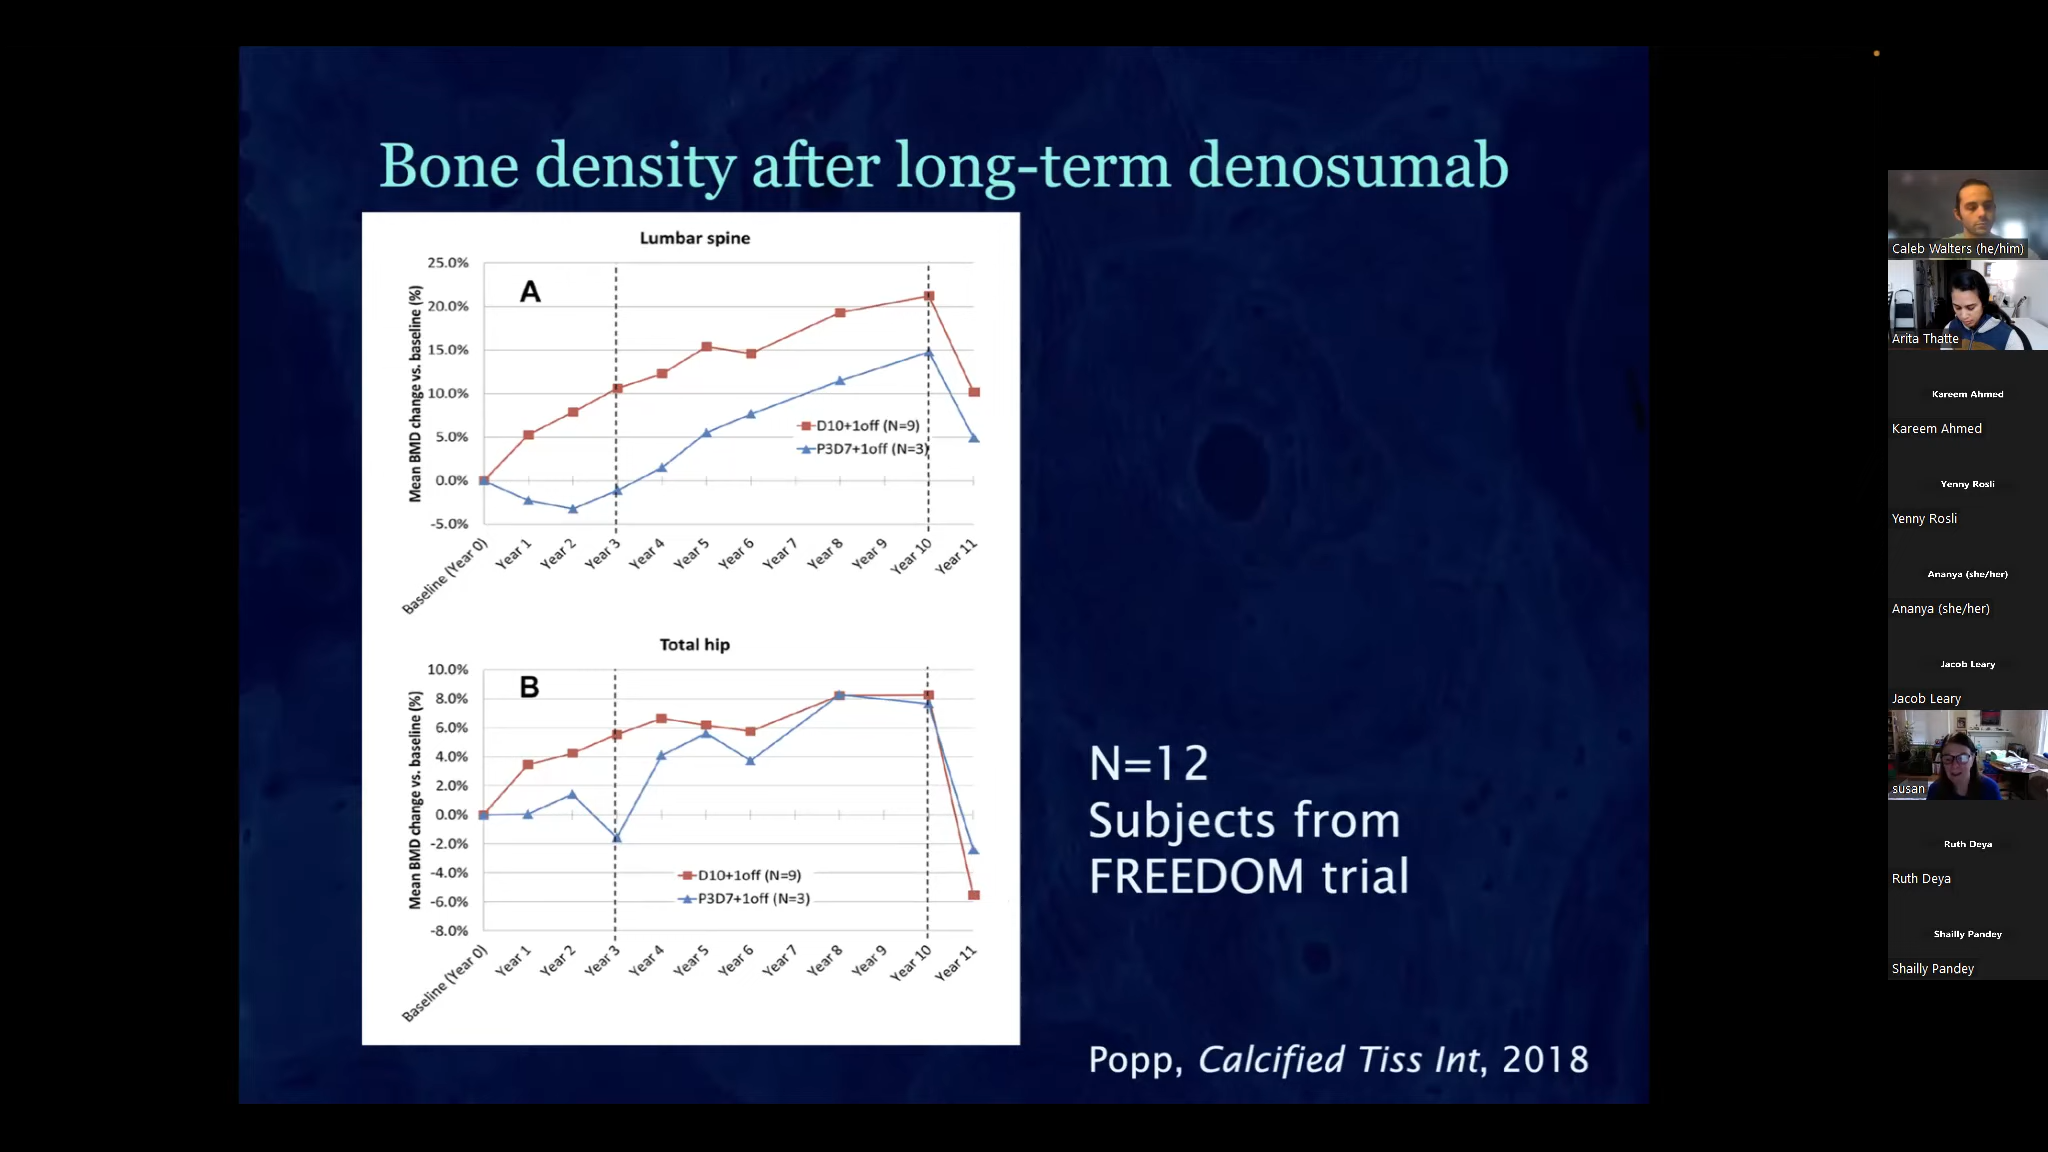 Bone density after long-term denosumab
Lumbar spine
A
Mean BMD change vs. baseline (%)
25.0%
20.0%
15.0%
10.0%
5.0%
0.0%
-5.0%
D10+1off (N=9)
P3D7+1off (N=3)
Baseline (Year 0)
Year 1
Year 2
Year 3
Year 4
Year 5
Year 6
Year 7
Year 8
Year 9
Year 10
Year 11
Total hip
B
Mean BMD change vs. baseline (%)
10.0%
8.0%
6.0%
4.0%
2.0%
0.0%
-2.0%
-4.0%
-6.0%
-8.0%
D10+1off (N=9)
P3D7+1off (N=3)
Baseline (Year 0)
Year 1
Year 2
Year 3
Year 4
Year 5
Year 6
Year 7
Year 8
Year 9
Year 10
Year 11
N=12
Subjects from
FREEDOM trial
Popp, Calcified Tiss Int, 2018
Caleb Walters (he/him)
Arita Thatte
Kareem Ahmed
Kareem Ahmed
Yenny Rosli
Yenny Rosli
Ananya (she/her)
Ananya (she/her)
Jacob Leary
Jacob Leary
susan
Ruth Deya
Ruth Deya
Shailly Pandey
Shailly Pandey